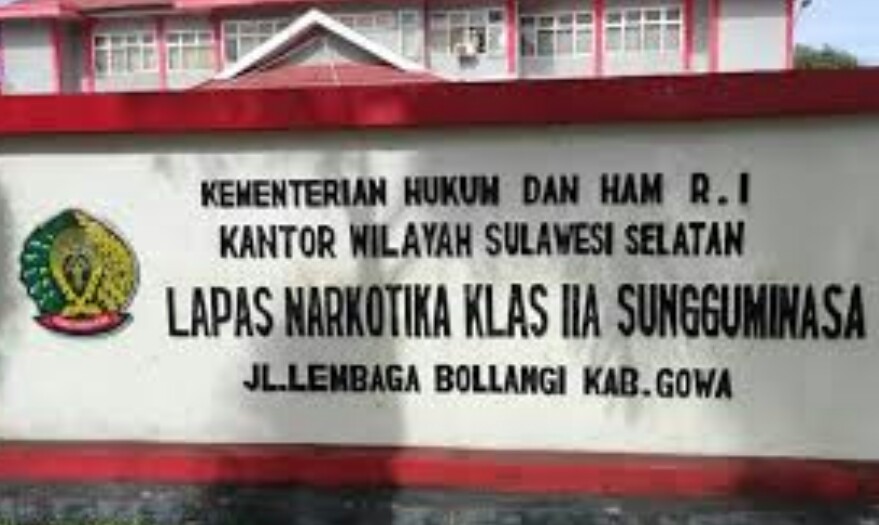 KEMENTERIAN HUKUM DAN HAM R.I
KANTOR WILAYAH SULAWESI SELATAN
LAPAS NARKOTIKA KLAS IIA SUNGGUMINASA
JL.LEMBAGA BOLLANGI KAB.GOWA